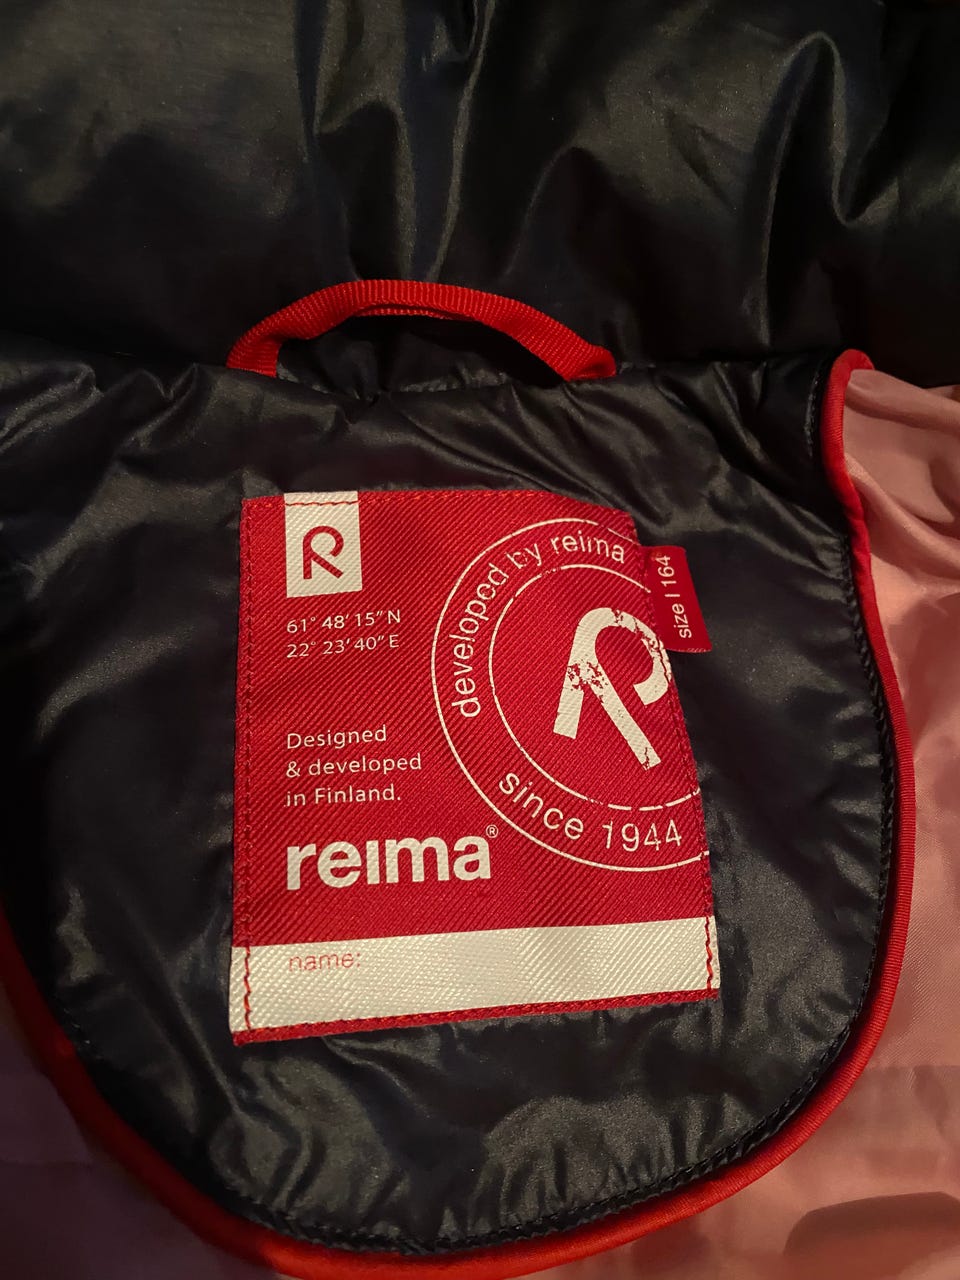 R
61° 48' 15" N
22° 23' 40" E
developed by reima
R
since 1944
size | 164
Designed
& developed
in Finland.
reima®
name: